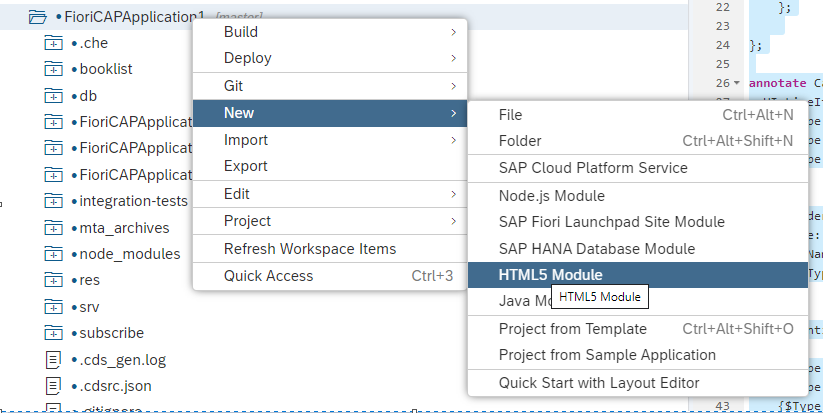 FioriCAPApplication1 [master]
.che
booklist
db
FioriCAPApplicat
FioriCAPApplicat
FioriCAPApplicat
integration-tests
mta_archives
node_modules
res
srv
subscribe
.cds_gen.log
.cdsrc.json
.gitignore
Build
Deploy
Git
New
Import
Export
Edit
Project
Refresh Workspace Items
Quick Access Ctrl+3
File Ctrl+Alt+N
Folder Ctrl+Alt+Shift+N
SAP Cloud Platform Service
Node.js Module
SAP Fiori Launchpad Site Module
SAP HANA Database Module
HTML5 Module
Java Mo
HTML5 Module
Project from Template Ctrl+Alt+Shift+O
Project from Sample Application
Quick Start with Layout Editor
22 };
23
24 };
25
26 annotate Ca
43 {$Type